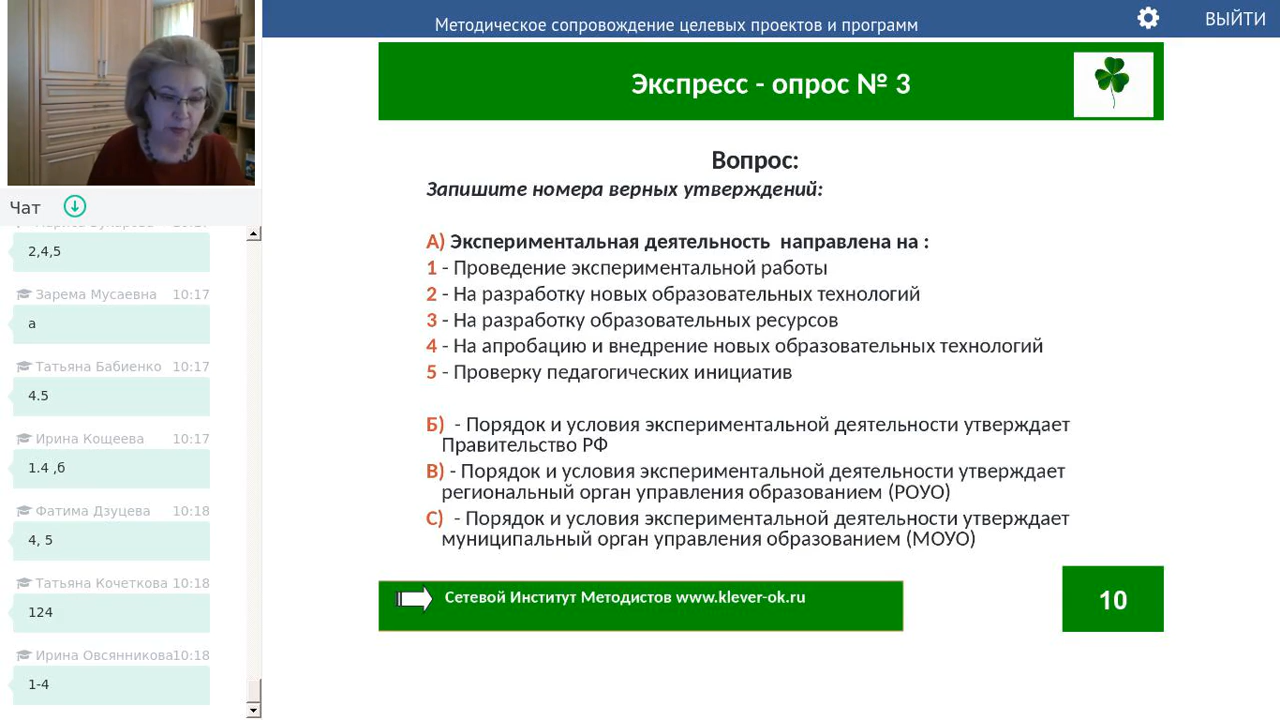 Методическое сопровождение целевых проектов и программ
ВЫЙТИ
Экспресс - опрос № 3
Вопрос:
Запишите номера верных утверждений:
А) Экспериментальная деятельность направлена на :
1 - Проведение экспериментальной работы
2 - На разработку новых образовательных технологий
3 - На разработку образовательных ресурсов
4 - На апробацию и внедрение новых образовательных технологий
5 - Проверку педагогических инициатив
Б) - Порядок и условия экспериментальной деятельности утверждает
Правительство РФ
В) - Порядок и условия экспериментальной деятельности утверждает
региональный орган управления образованием (РОУО)
С) - Порядок и условия экспериментальной деятельности утверждает
муниципальный орган управления образованием (МОУО)
Сетевой Институт Методистов www.klever-ok.ru
10
Чат
2,4,5
Зарема Мусаевна 10:17
а
Татьяна Бабиенко 10:17
4.5
Ирина Кощеева 10:17
1.4 ,б
Фатима Дзуцева 10:18
4, 5
Татьяна Кочеткова 10:18
124
Ирина Овсянникова10:18
1-4